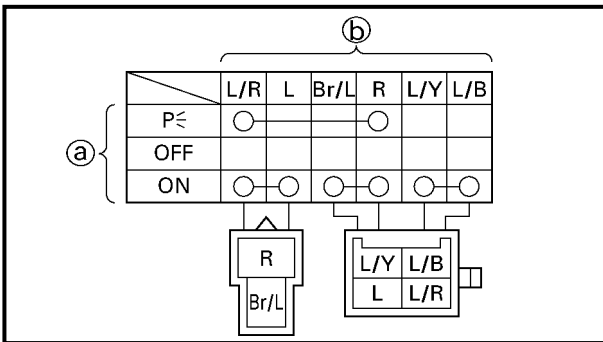 b
L/R L Br/L R L/Y L/B
a
P
OFF
ON
R
Br/L
L/Y L/B
L L/R